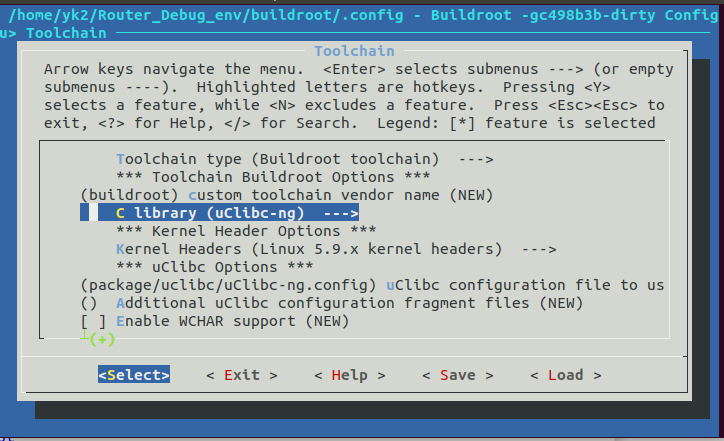 /home/yk2/Router_Debug_env/buildroot/.config - Buildroot -gc498b3b-dirty Config
u> Toolchain
Toolchain
Arrow keys navigate the menu.  <Enter> selects submenus ---> (or empty
submenus ----).  Highlighted letters are hotkeys.  Pressing <Y>
selects a feature, while <N> excludes a feature.  Press <Esc><Esc> to
exit, <?> for Help, </> for Search.  Legend: [*] feature is selected
Toolchain type (Buildroot toolchain)  --->
*** Toolchain Buildroot Options ***
(buildroot) custom toolchain vendor name (NEW)
C library (uClibc-ng)  --->
*** Kernel Header Options ***
Kernel Headers (Linux 5.9.x kernel headers)  --->
*** uClibc Options ***
(package/uclibc/uClibc-ng.config) uClibc configuration file to us
()  Additional uClibc configuration fragment files (NEW)
[ ] Enable WCHAR support (NEW)
(+)
<Select>    < Exit >    < Help >    < Save >    < Load >